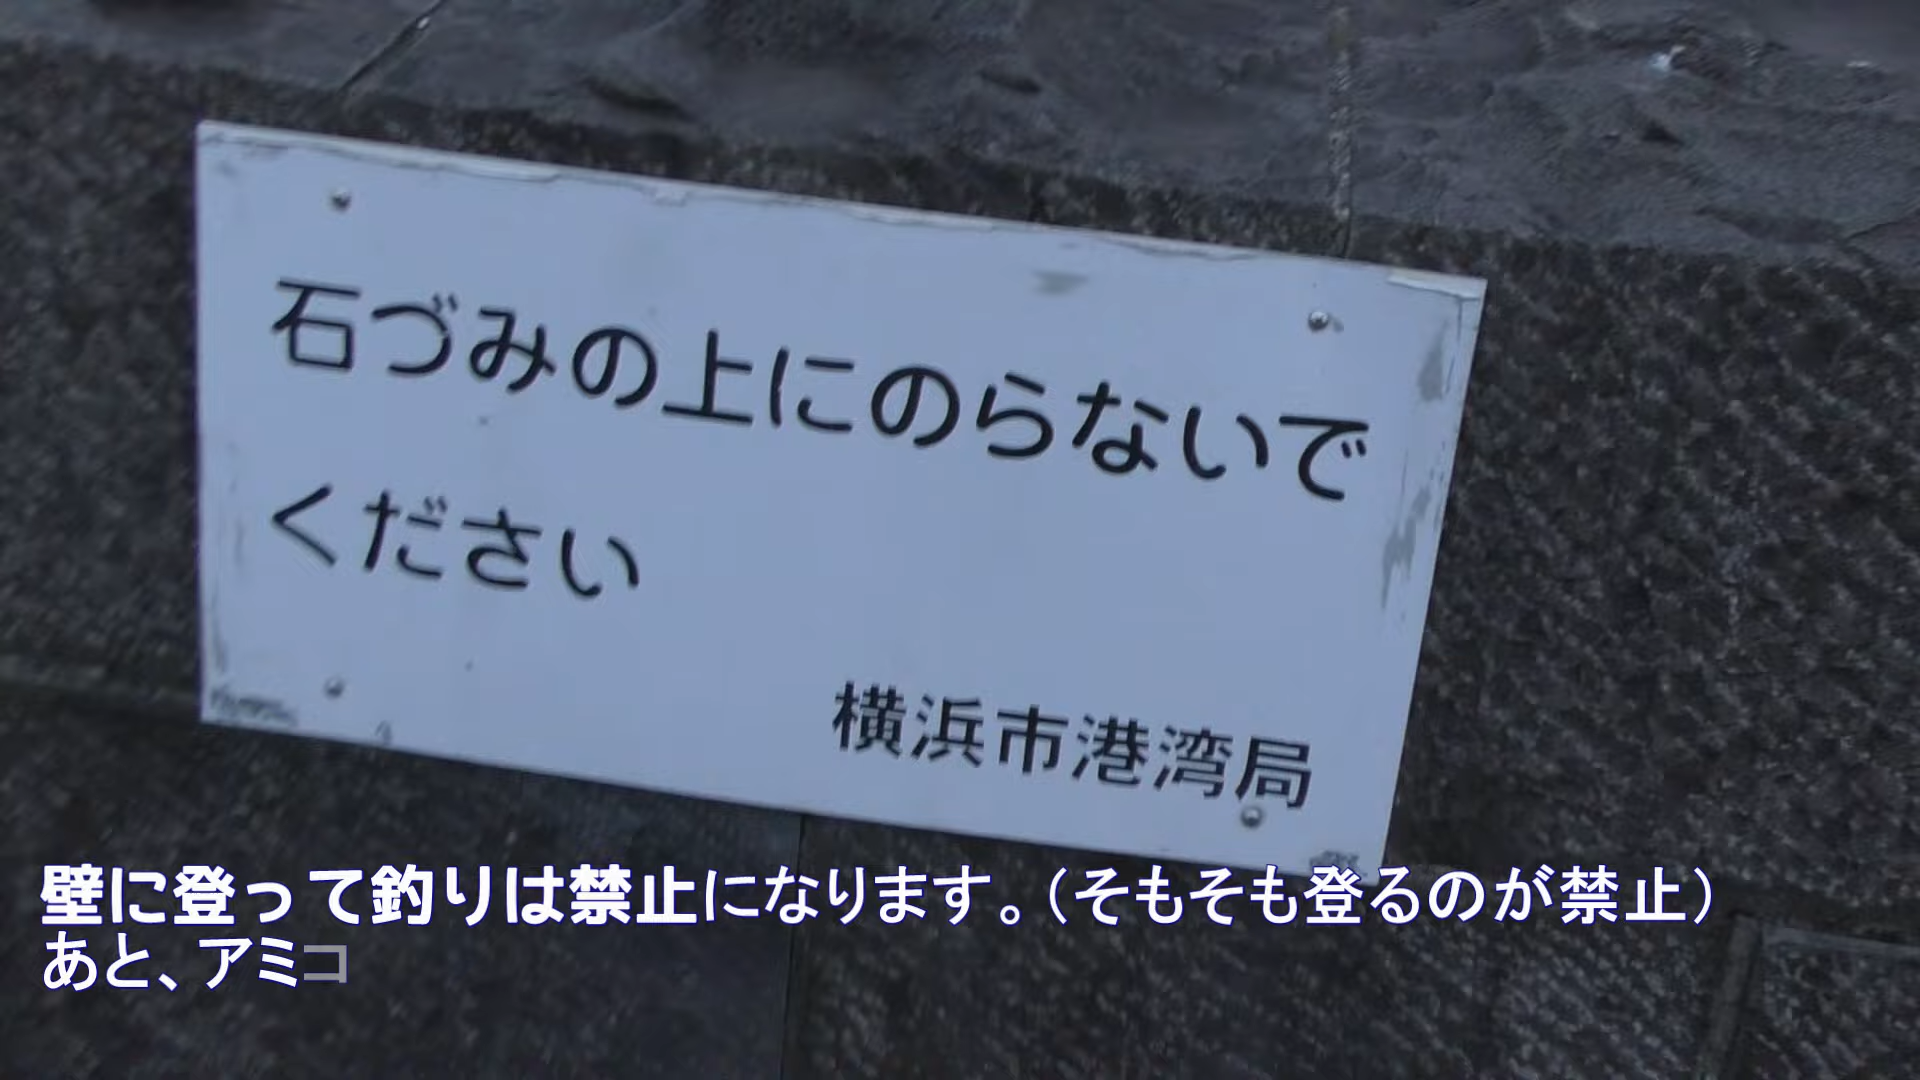 石づみの上にのらないで
ください
横浜市港湾局
壁に登って釣りは禁止になります。（そもそも登るのが禁止）
あと、アミコ